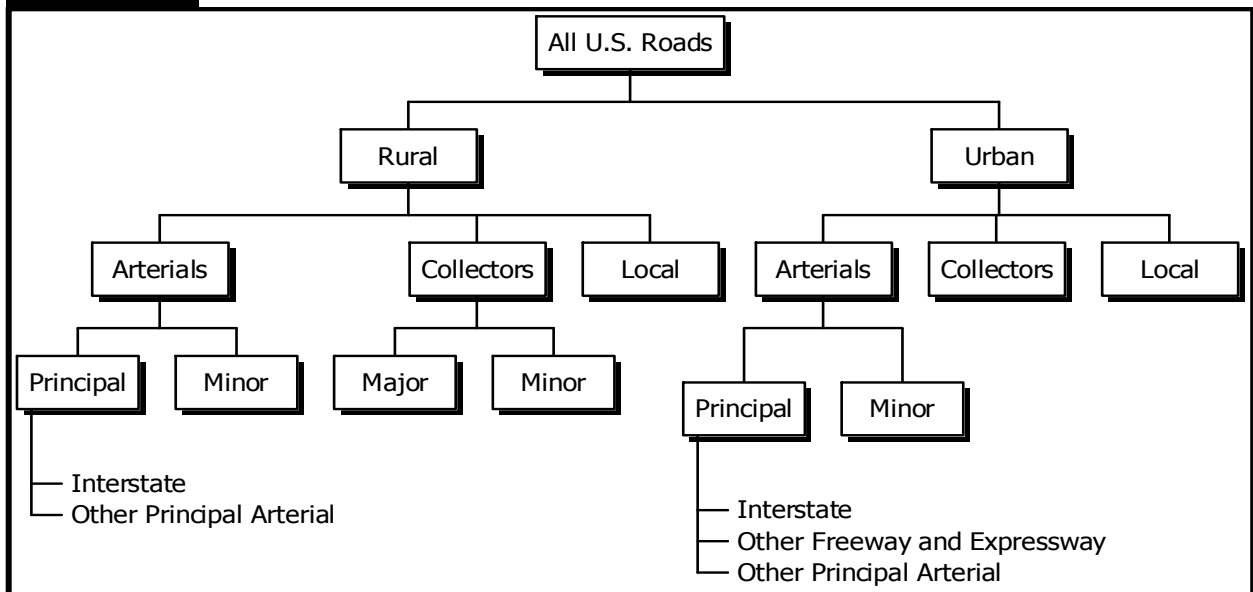 All U.S. Roads
Rural
Urban
Arterials
Collectors
Local
Arterials
Collectors
Local
Principal
Minor
Major
Minor
Principal
Minor
Interstate
Other Principal Arterial
Interstate
Other Freeway and Expressway
Other Principal Arterial